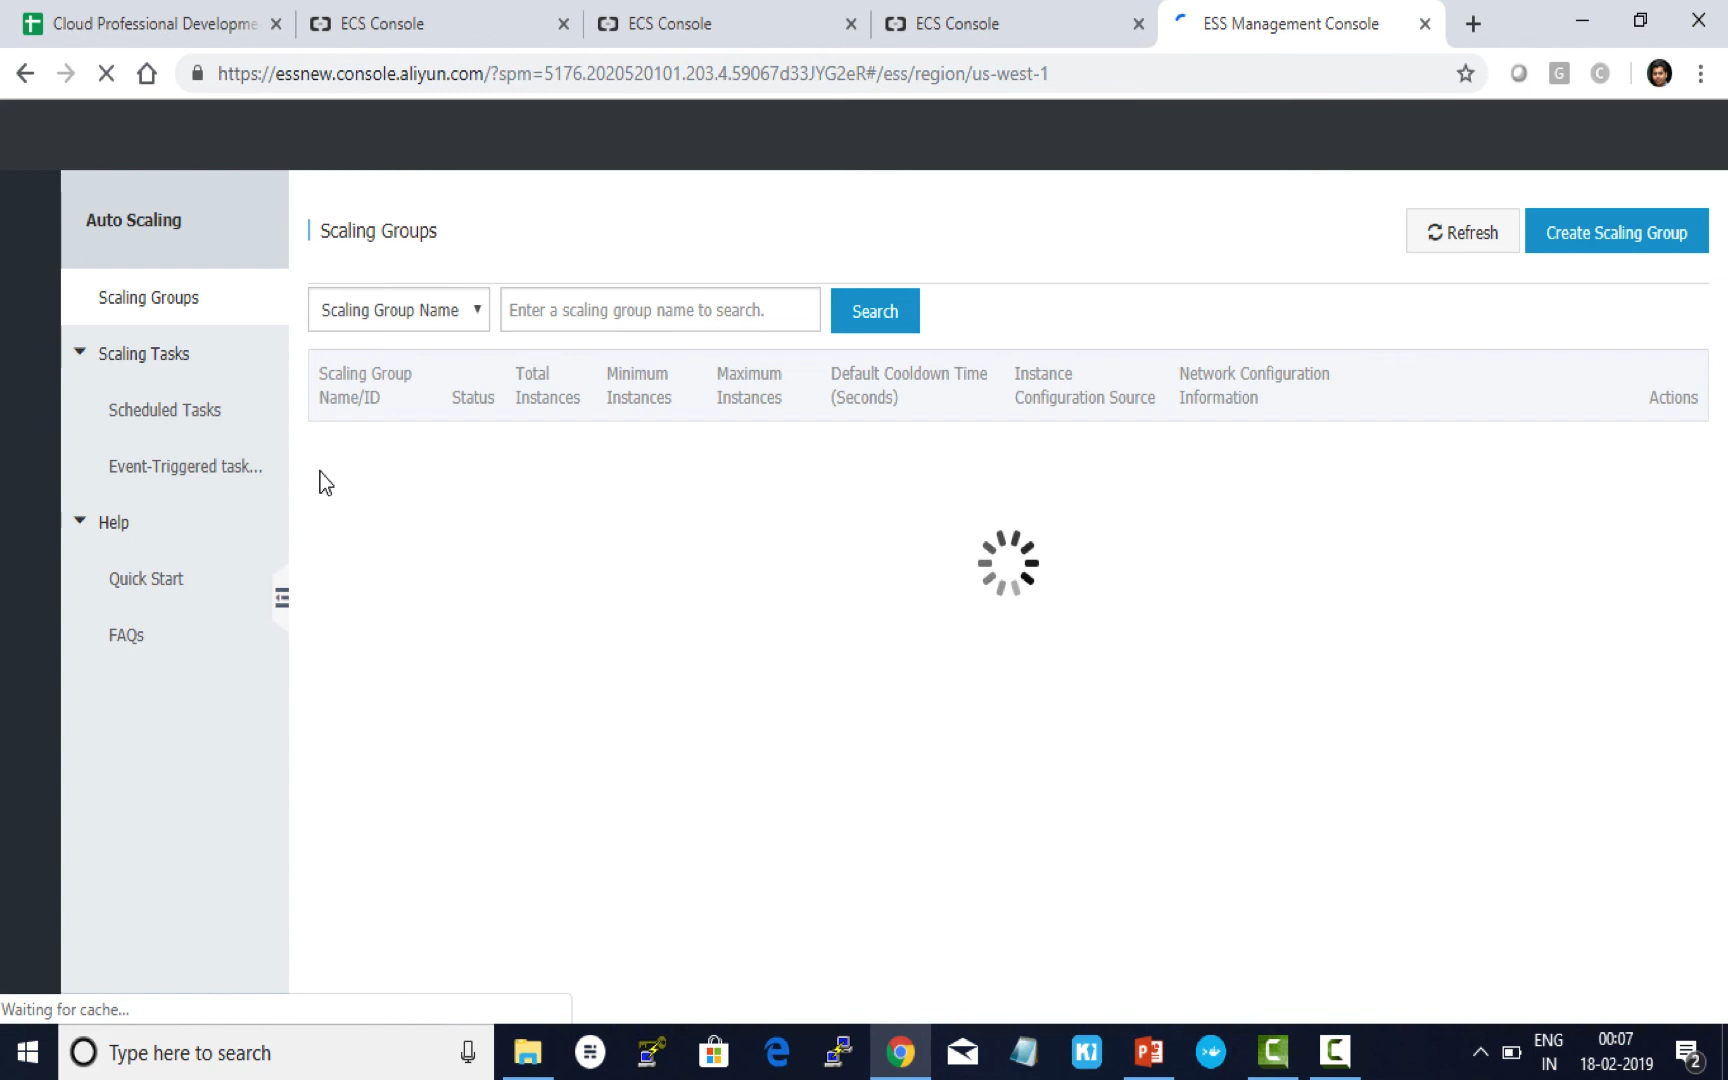 Cloud Professional Developme
ECS Console
ECS Console
ECS Console
ESS Management Console
https://essnew.console.aliyun.com/?spm=5176.2020520101.203.4.59067d33JYG2eR#/ess/region/us-west-1
Auto Scaling
Scaling Groups
Scaling Tasks
Scheduled Tasks
Event-Triggered task...
Help
Quick Start
FAQs
Scaling Groups
Refresh
Create Scaling Group
Scaling Group Name
Enter a scaling group name to search.
Search
Scaling Group
Name/ID
Status
Total
Instances
Minimum
Instances
Maximum
Instances
Default Cooldown Time
(Seconds)
Instance
Configuration Source
Network Configuration
Information
Actions
Waiting for cache...
Type here to search
ENG
IN
00:07
18-02-2019
2